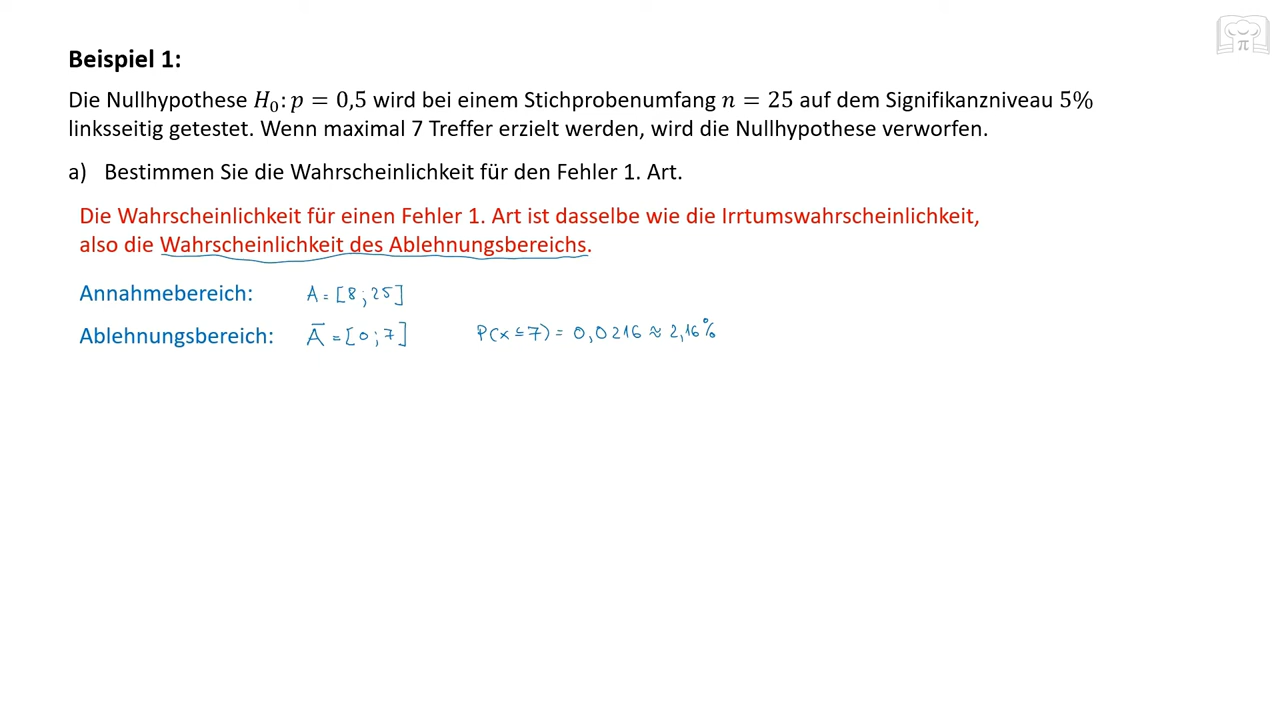 Beispiel 1:
Die Nullhypothese H₀: p = 0,5 wird bei einem Stichprobenumfang n = 25 auf dem Signifikanzniveau 5%
linksseitig getestet. Wenn maximal 7 Treffer erzielt werden, wird die Nullhypothese verworfen.
a) Bestimmen Sie die Wahrscheinlichkeit für den Fehler 1. Art.
Die Wahrscheinlichkeit für einen Fehler 1. Art ist dasselbe wie die Irrtumswahrscheinlichkeit,
also die Wahrscheinlichkeit des Ablehnungsbereichs.
Annahmebereich: A = [8; 25]
Ablehnungsbereich: A̅ = [0; 7] P(x ≤ 7) = 0,0216 ≈ 2,16%